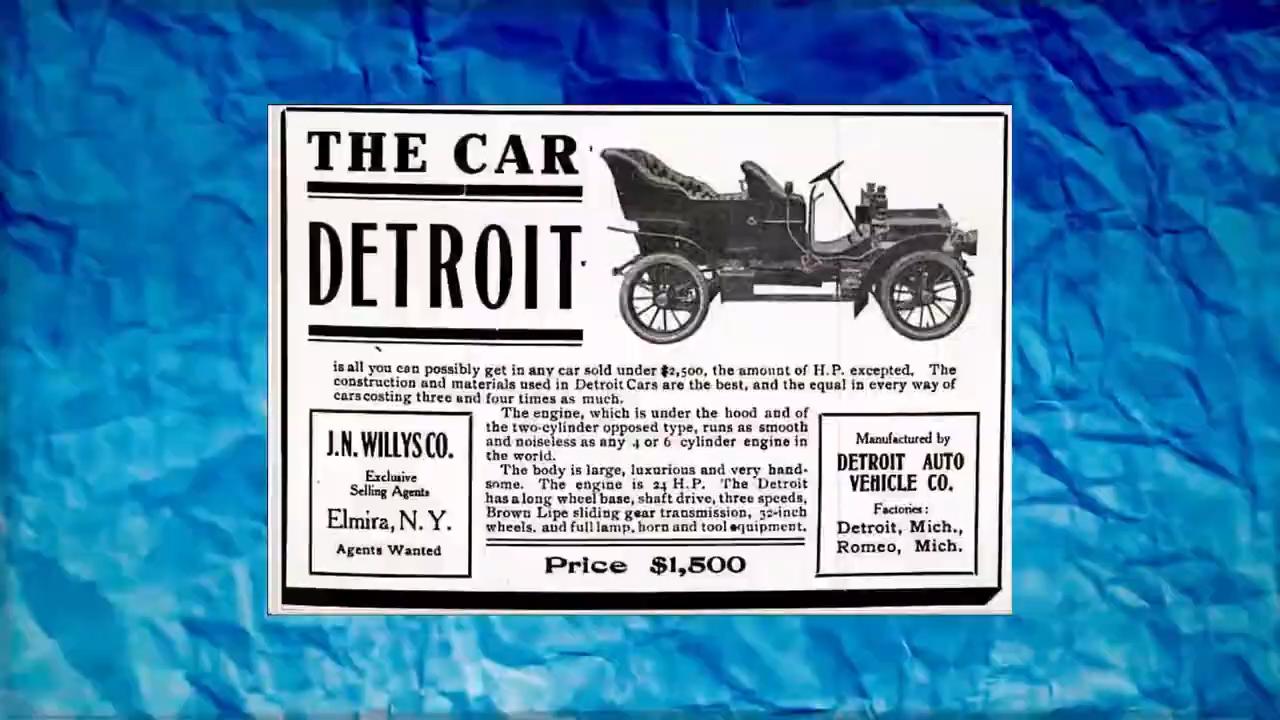 THE CAR
DETROIT
is all you can possibly get in any car sold under $2,500, the amount of H.P. excepted. The
construction and materials used in Detroit Cars are the best, and the equal in every way of
cars costing three and four times as much.
The engine, which is under the hood and of
the two-cylinder opposed type, runs as smooth
and noiseless as any 4 or 6 cylinder engine in
the world.
The body is large, luxurious and very hand-
some. The engine is 24 H.P. The Detroit
has a long wheel base, shaft drive, three speeds,
Brown Lipe sliding gear transmission, 32-inch
wheels, and full lamp, horn and tool equipment.
Price $1,500
J.N. WILLYS CO.
Exclusive
Selling Agents
Elmira, N. Y.
Agents Wanted
Manufactured by
DETROIT AUTO
VEHICLE CO.
Factories:
Detroit, Mich.,
Romeo, Mich.